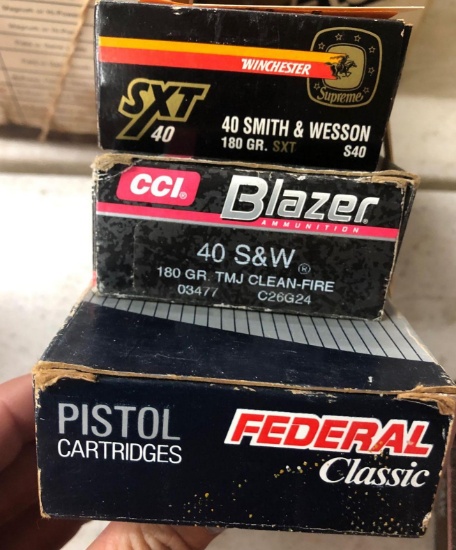 WINCHESTER
Supreme
SXT
40
40 SMITH & WESSON
180 GR. SXT S40
CCI®
Blazer®
AMMUNITION
40 S&W®
180 GR. TMJ CLEAN-FIRE
03477 C26G24
PISTOL
CARTRIDGES
FEDERAL
Classic